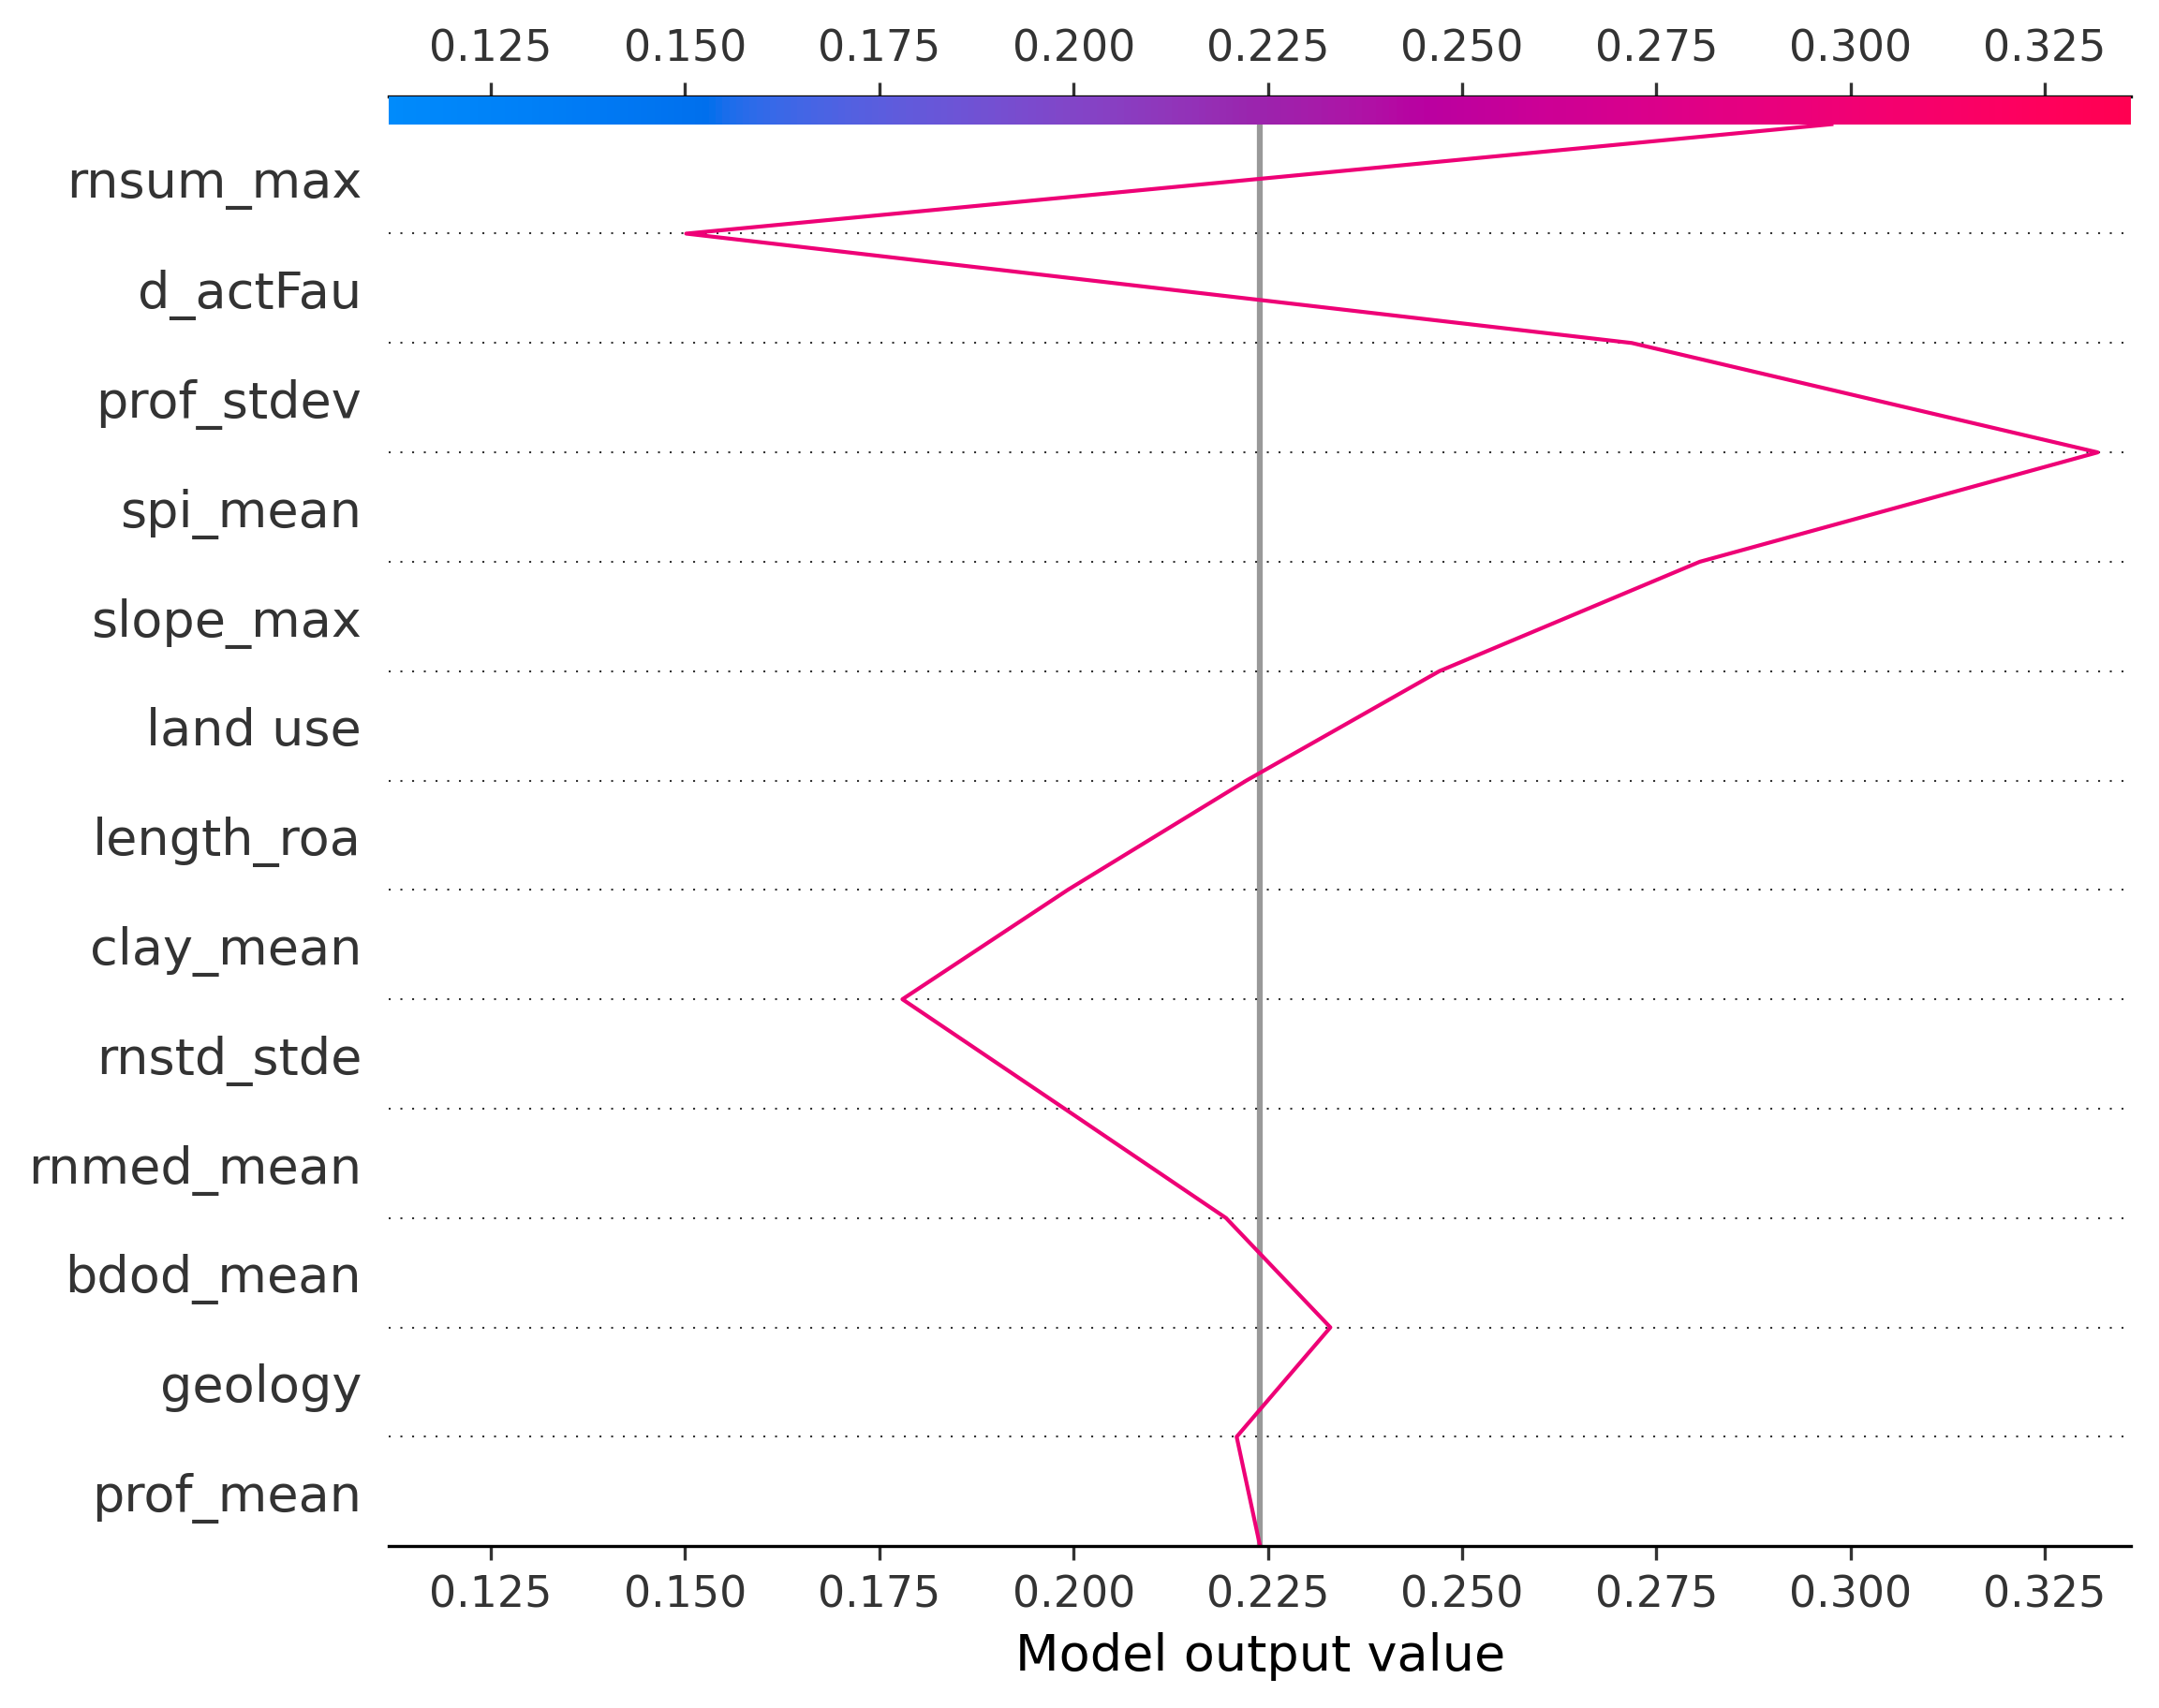 0.125 0.150 0.175 0.200 0.225 0.250 0.275 0.300 0.325
rnsum_max
d_actFau
prof_stdev
spi_mean
slope_max
land use
length_roa
clay_mean
rnstd_stde
rnmed_mean
bdod_mean
geology
prof_mean
0.125 0.150 0.175 0.200 0.225 0.250 0.275 0.300 0.325
Model output value